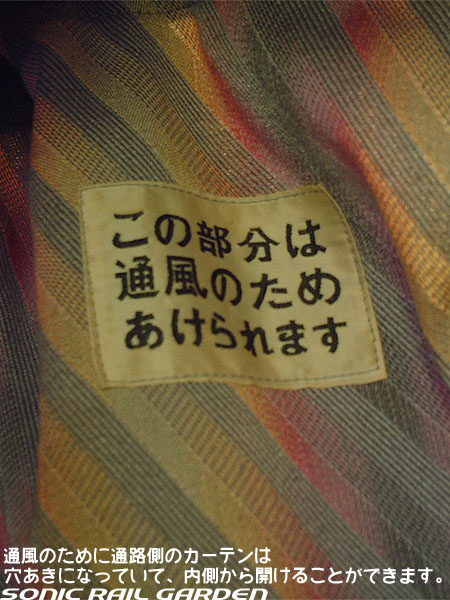 この部分は
通風のため
あけられます
通風のために通路側のカーテンは
穴あきになっていて、内側から開けることができます。
SONIC RAIL GARDEN